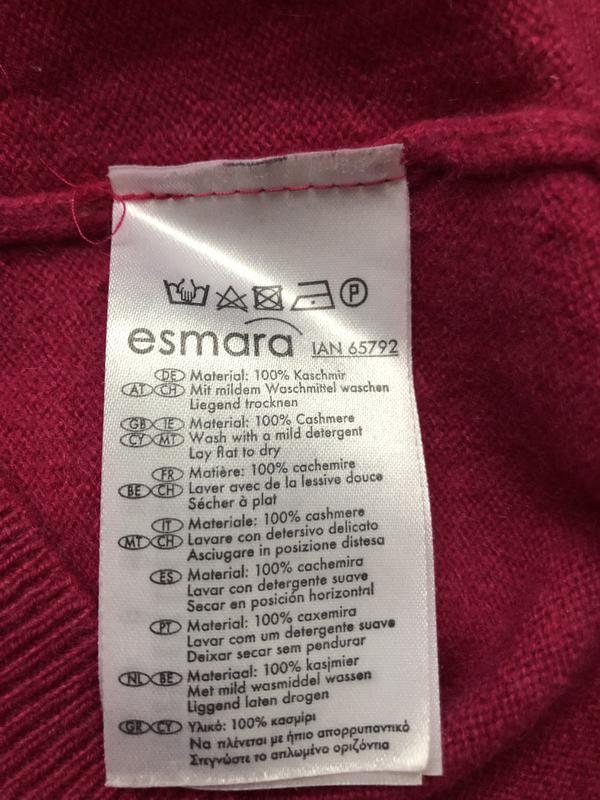 P
esmara IAN 65792
DE Material: 100% Kaschmir
AT CH Mit mildem Waschmittel waschen
Liegend trocknen
GB IE Material: 100% Cashmere
CY MT Wash with a mild detergent
Lay flat to dry
FR Matière: 100% cachemire
BE CH Laver avec de la lessive douce
Sécher à plat
IT Materiale: 100% cashmere
MT CH Lavare con detersivo delicato
Asciugare in posizione distesa
ES Material: 100% cachemira
Lavar con detergente suave
Secar en posición horizontal
PT Material: 100% caxemira
Lavar com um detergente suave
Deixar secar sem pendurar
NL BE Materiaal: 100% kasjmier
Met mild wasmiddel wassen
Liggend laten drogen
GR CY Υλικό: 100% κασμίρι
Να πλένεται με ήπιο απορρυπαντικό
Στεγνώστε το απλωμένο οριζόντια